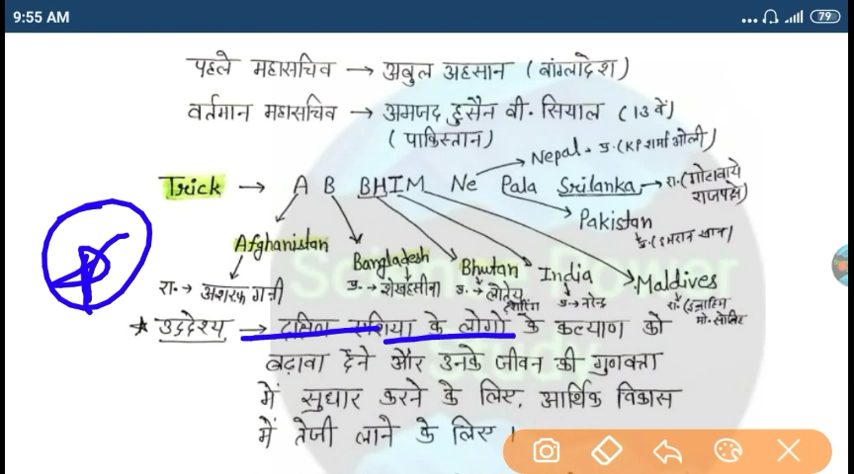 9:55 AM
79
पहले महासचिव → अबुल अहसान (बांग्लादेश)
वर्तमान महासचिव → अमजद हुसैन बी. सियाल (13 वें)
(पाकिस्तान)
Nepal - प्र. (KP शर्मा ओली)
Trick → A B BHIM Ne Pala Srilanka → रा. (गोटाबाये
राजपक्षे)
Pakistan
प्र. (इमरान खान)
Afghanistan
Bangladesh
Bhutan
India
Maldives
रा. → अशरफ गनी
प्र. → शेखहसीना
प्र. → लोतेय
शेरिंग
प्र → नरेन्द्र
रा. (इब्राहिम
मो. सोलिह
* उद्देश्य → दक्षिण एशिया के लोगों के कल्याण को
बढ़ावा देने और उनके जीवन की गुणवत्ता
में सुधार करने के लिए, आर्थिक विकास
में तेजी लाने के लिए।